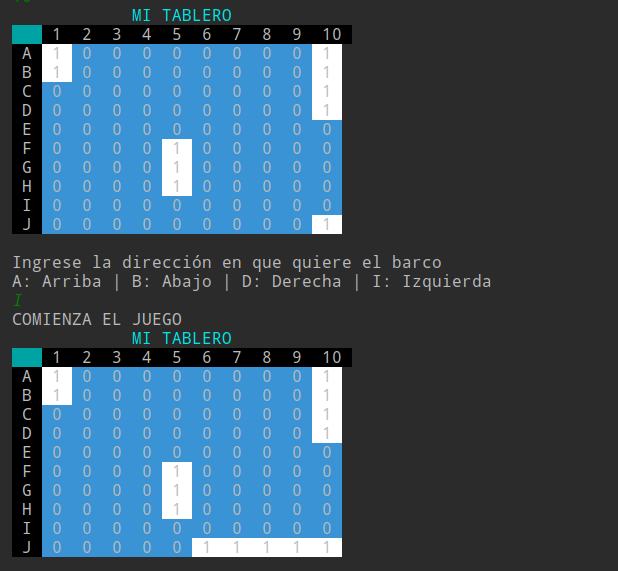 MI TABLERO
1 2 3 4 5 6 7 8 9 10
A 1 0 0 0 0 0 0 0 0 1
B 1 0 0 0 0 0 0 0 0 1
C 0 0 0 0 0 0 0 0 0 1
D 0 0 0 0 0 0 0 0 0 1
E 0 0 0 0 0 0 0 0 0 0
F 0 0 0 0 1 0 0 0 0 0
G 0 0 0 0 1 0 0 0 0 0
H 0 0 0 0 1 0 0 0 0 0
I 0 0 0 0 0 0 0 0 0 0
J 0 0 0 0 0 0 0 0 0 1
Ingrese la dirección en que quiere el barco
A: Arriba | B: Abajo | D: Derecha | I: Izquierda
I
COMIENZA EL JUEGO
MI TABLERO
1 2 3 4 5 6 7 8 9 10
A 1 0 0 0 0 0 0 0 0 1
B 1 0 0 0 0 0 0 0 0 1
C 0 0 0 0 0 0 0 0 0 1
D 0 0 0 0 0 0 0 0 0 1
E 0 0 0 0 0 0 0 0 0 0
F 0 0 0 0 1 0 0 0 0 0
G 0 0 0 0 1 0 0 0 0 0
H 0 0 0 0 1 0 0 0 0 0
I 0 0 0 0 0 0 0 0 0 0
J 0 0 0 0 0 1 1 1 1 1